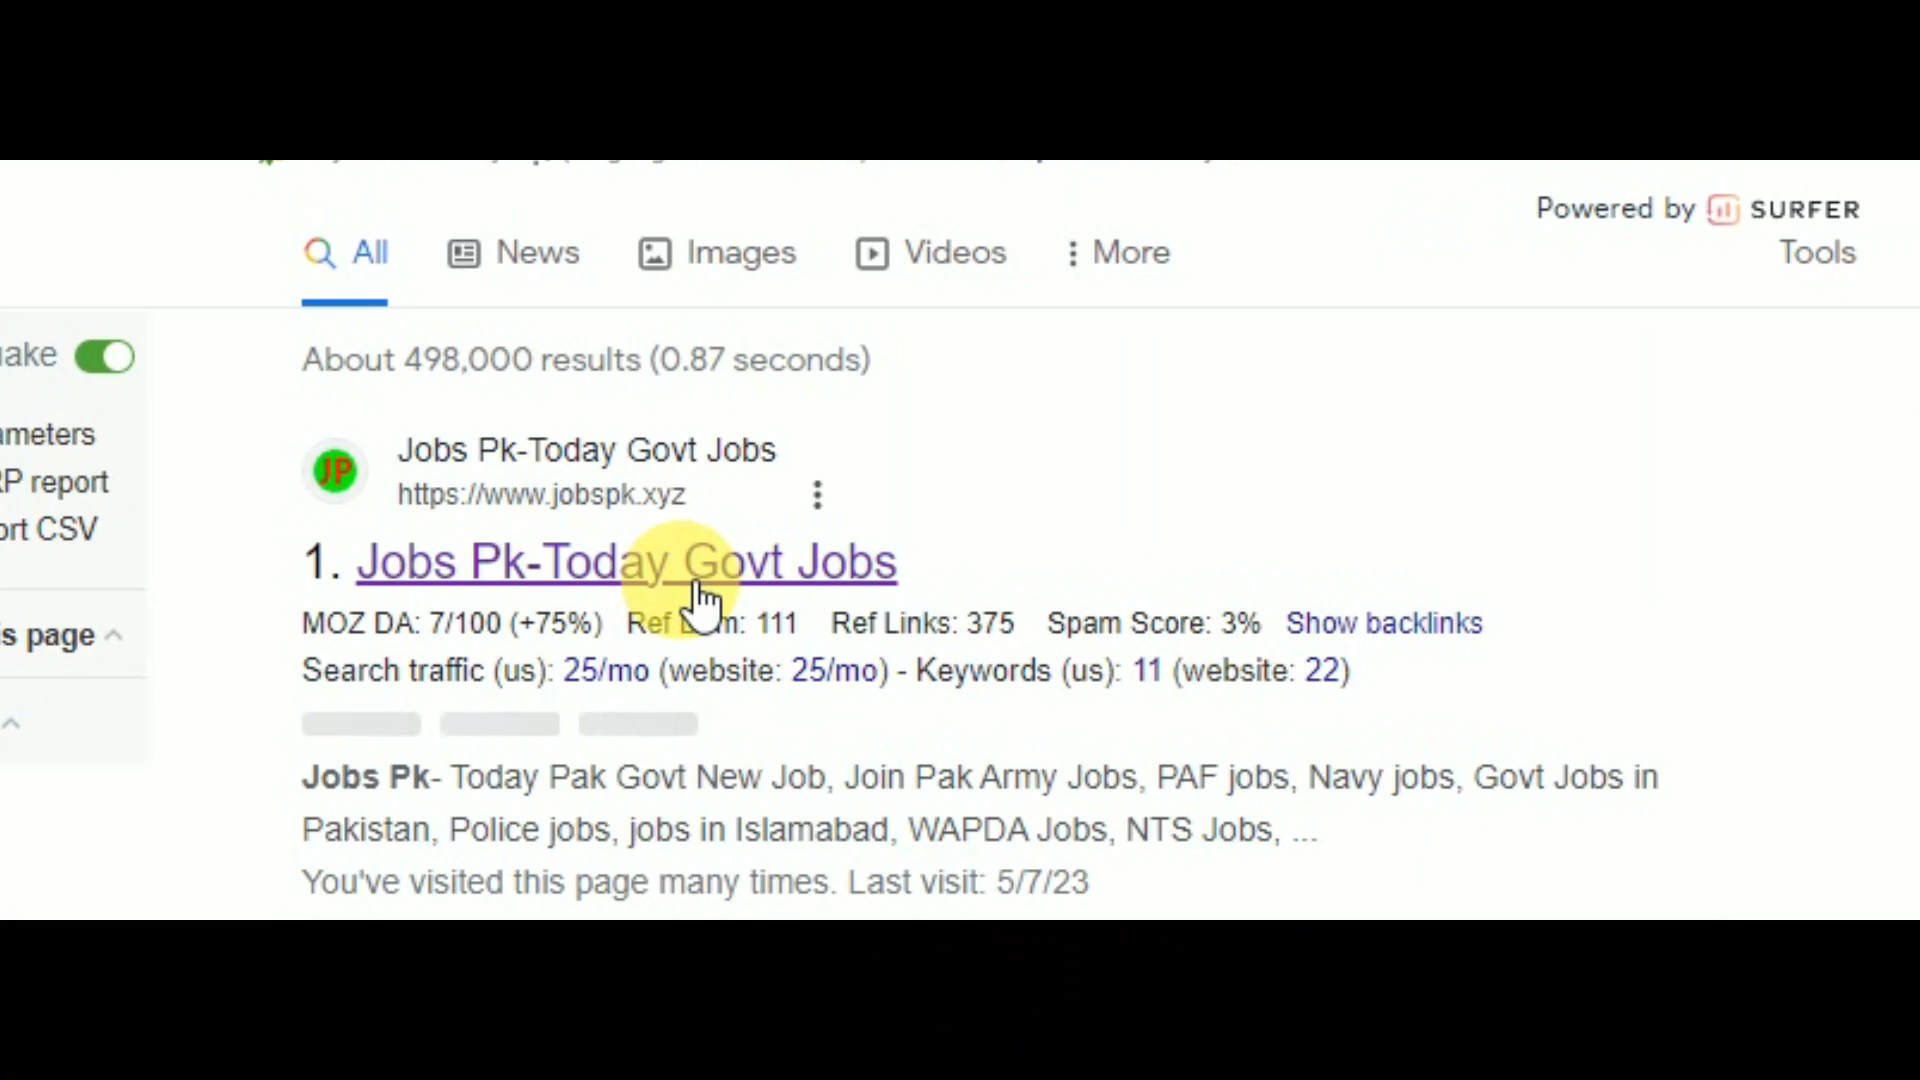 Powered by SURFER
All News Images Videos More Tools
About 498,000 results (0.87 seconds)
ameters
P report
ort CSV
s page
JP
Jobs Pk-Today Govt Jobs
https://www.jobspk.xyz
1. Jobs Pk-Today Govt Jobs
MOZ DA: 7/100 (+75%) Ref m: 111 Ref Links: 375 Spam Score: 3% Show backlinks
Search traffic (us): 25/mo (website: 25/mo) - Keywords (us): 11 (website: 22)
Jobs Pk- Today Pak Govt New Job, Join Pak Army Jobs, PAF jobs, Navy jobs, Govt Jobs in
Pakistan, Police jobs, jobs in Islamabad, WAPDA Jobs, NTS Jobs, ...
You've visited this page many times. Last visit: 5/7/23